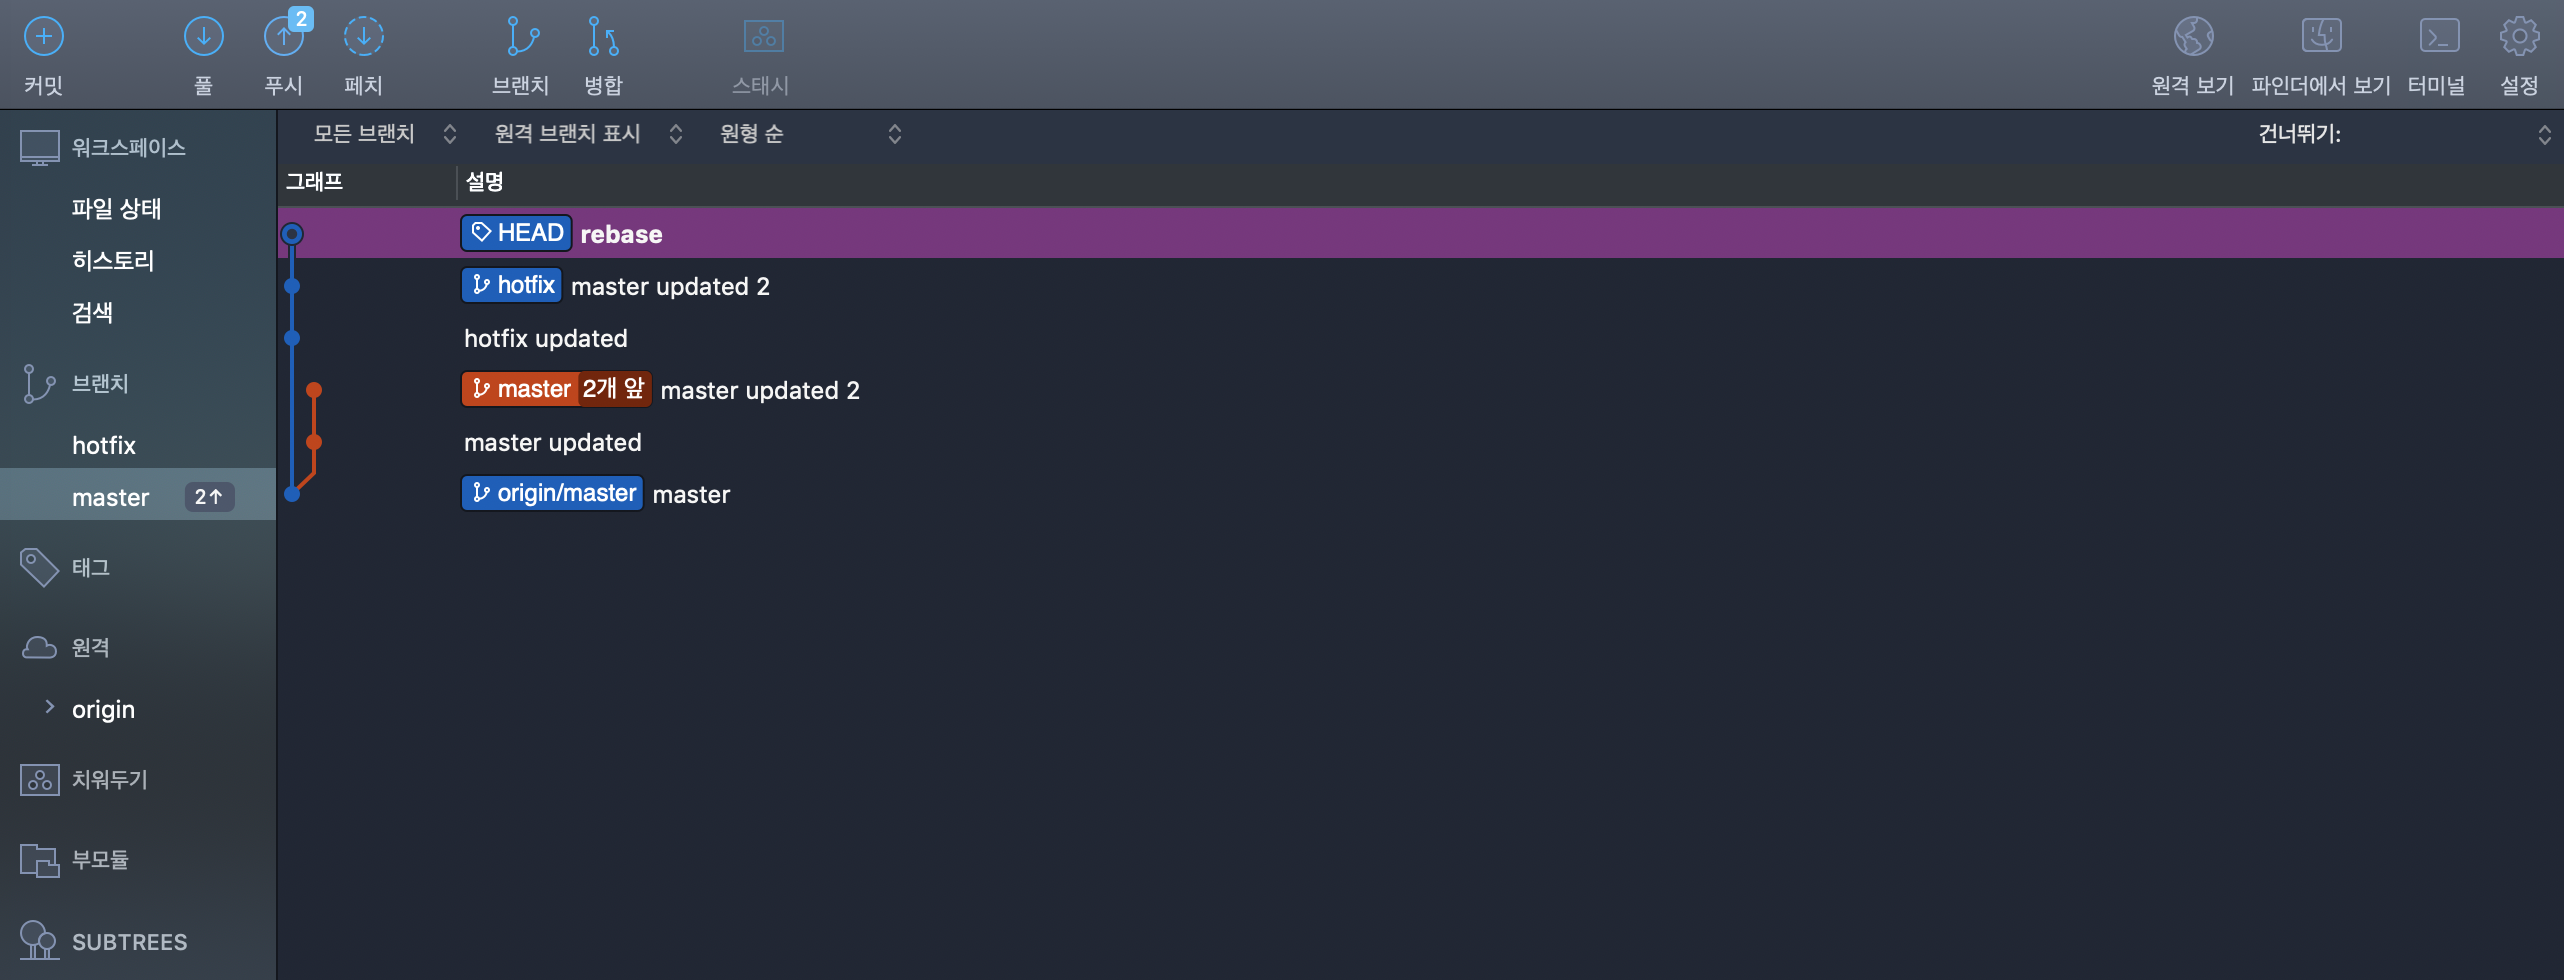 2
커밋 풀 푸시 페치 브랜치 병합 스태시 원격 보기 파인더에서 보기 터미널 설정
워크스페이스
파일 상태
히스토리
검색
브랜치
hotfix
master 2↑
태그
원격
origin
치워두기
부모듈
SUBTREES
모든 브랜치 원격 브랜치 표시 원형 순 건너뛰기:
그래프 설명
HEAD rebase
hotfix master updated 2
hotfix updated
master 2개 앞 master updated 2
master updated
origin/master master